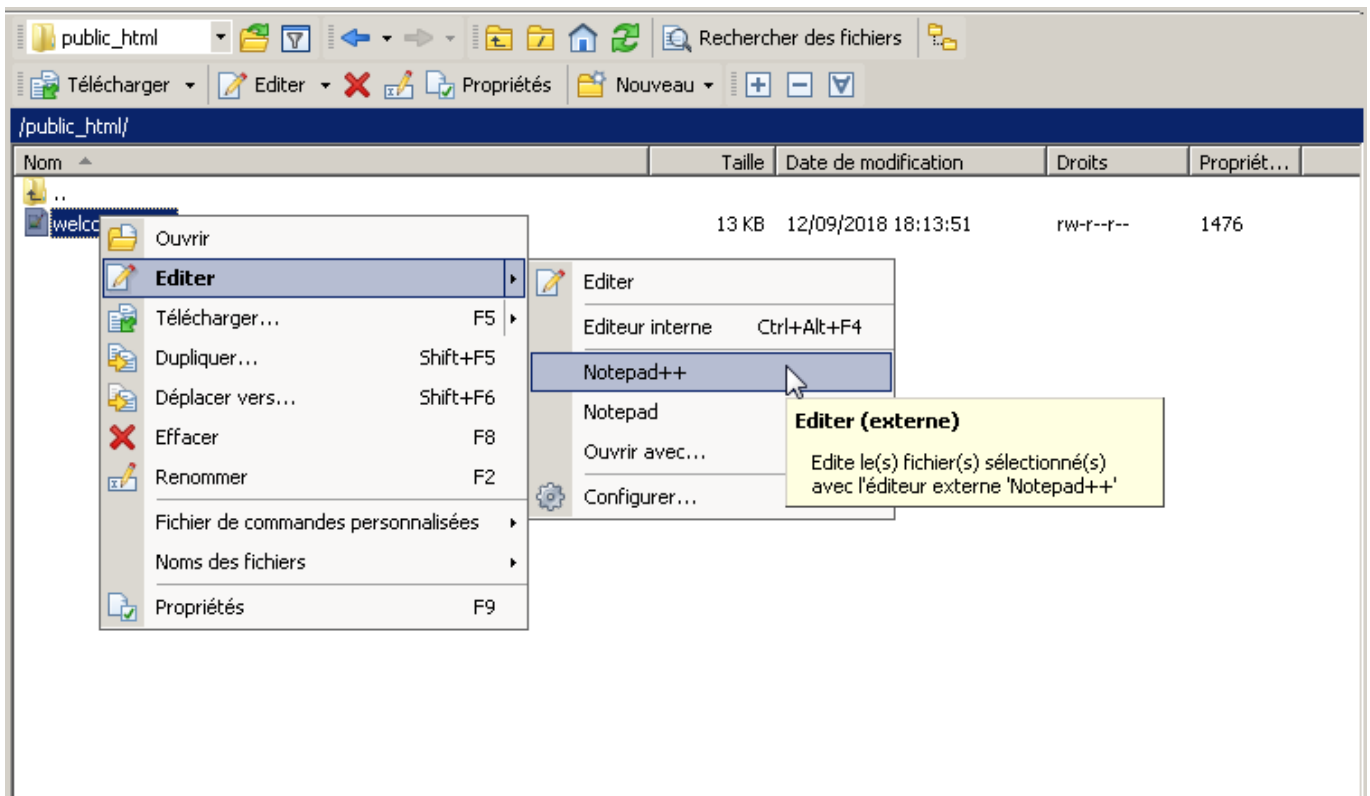 public_html Rechercher des fichiers
Télécharger Editer Propriétés Nouveau
/public_html/
Nom Taille Date de modification Droits Propriét...
..
13 KB 12/09/2018 18:13:51 rw-r--r-- 1476
Ouvrir
Editer
Télécharger... F5
Dupliquer... Shift+F5
Déplacer vers... Shift+F6
Effacer F8
Renommer F2
Fichier de commandes personnalisées
Noms des fichiers
Propriétés F9
Editer
Editeur interne Ctrl+Alt+F4
Notepad++
Notepad
Ouvrir avec...
Configurer...
Editer (externe)
Edite le(s) fichier(s) sélectionné(s)
avec l'éditeur externe 'Notepad++'